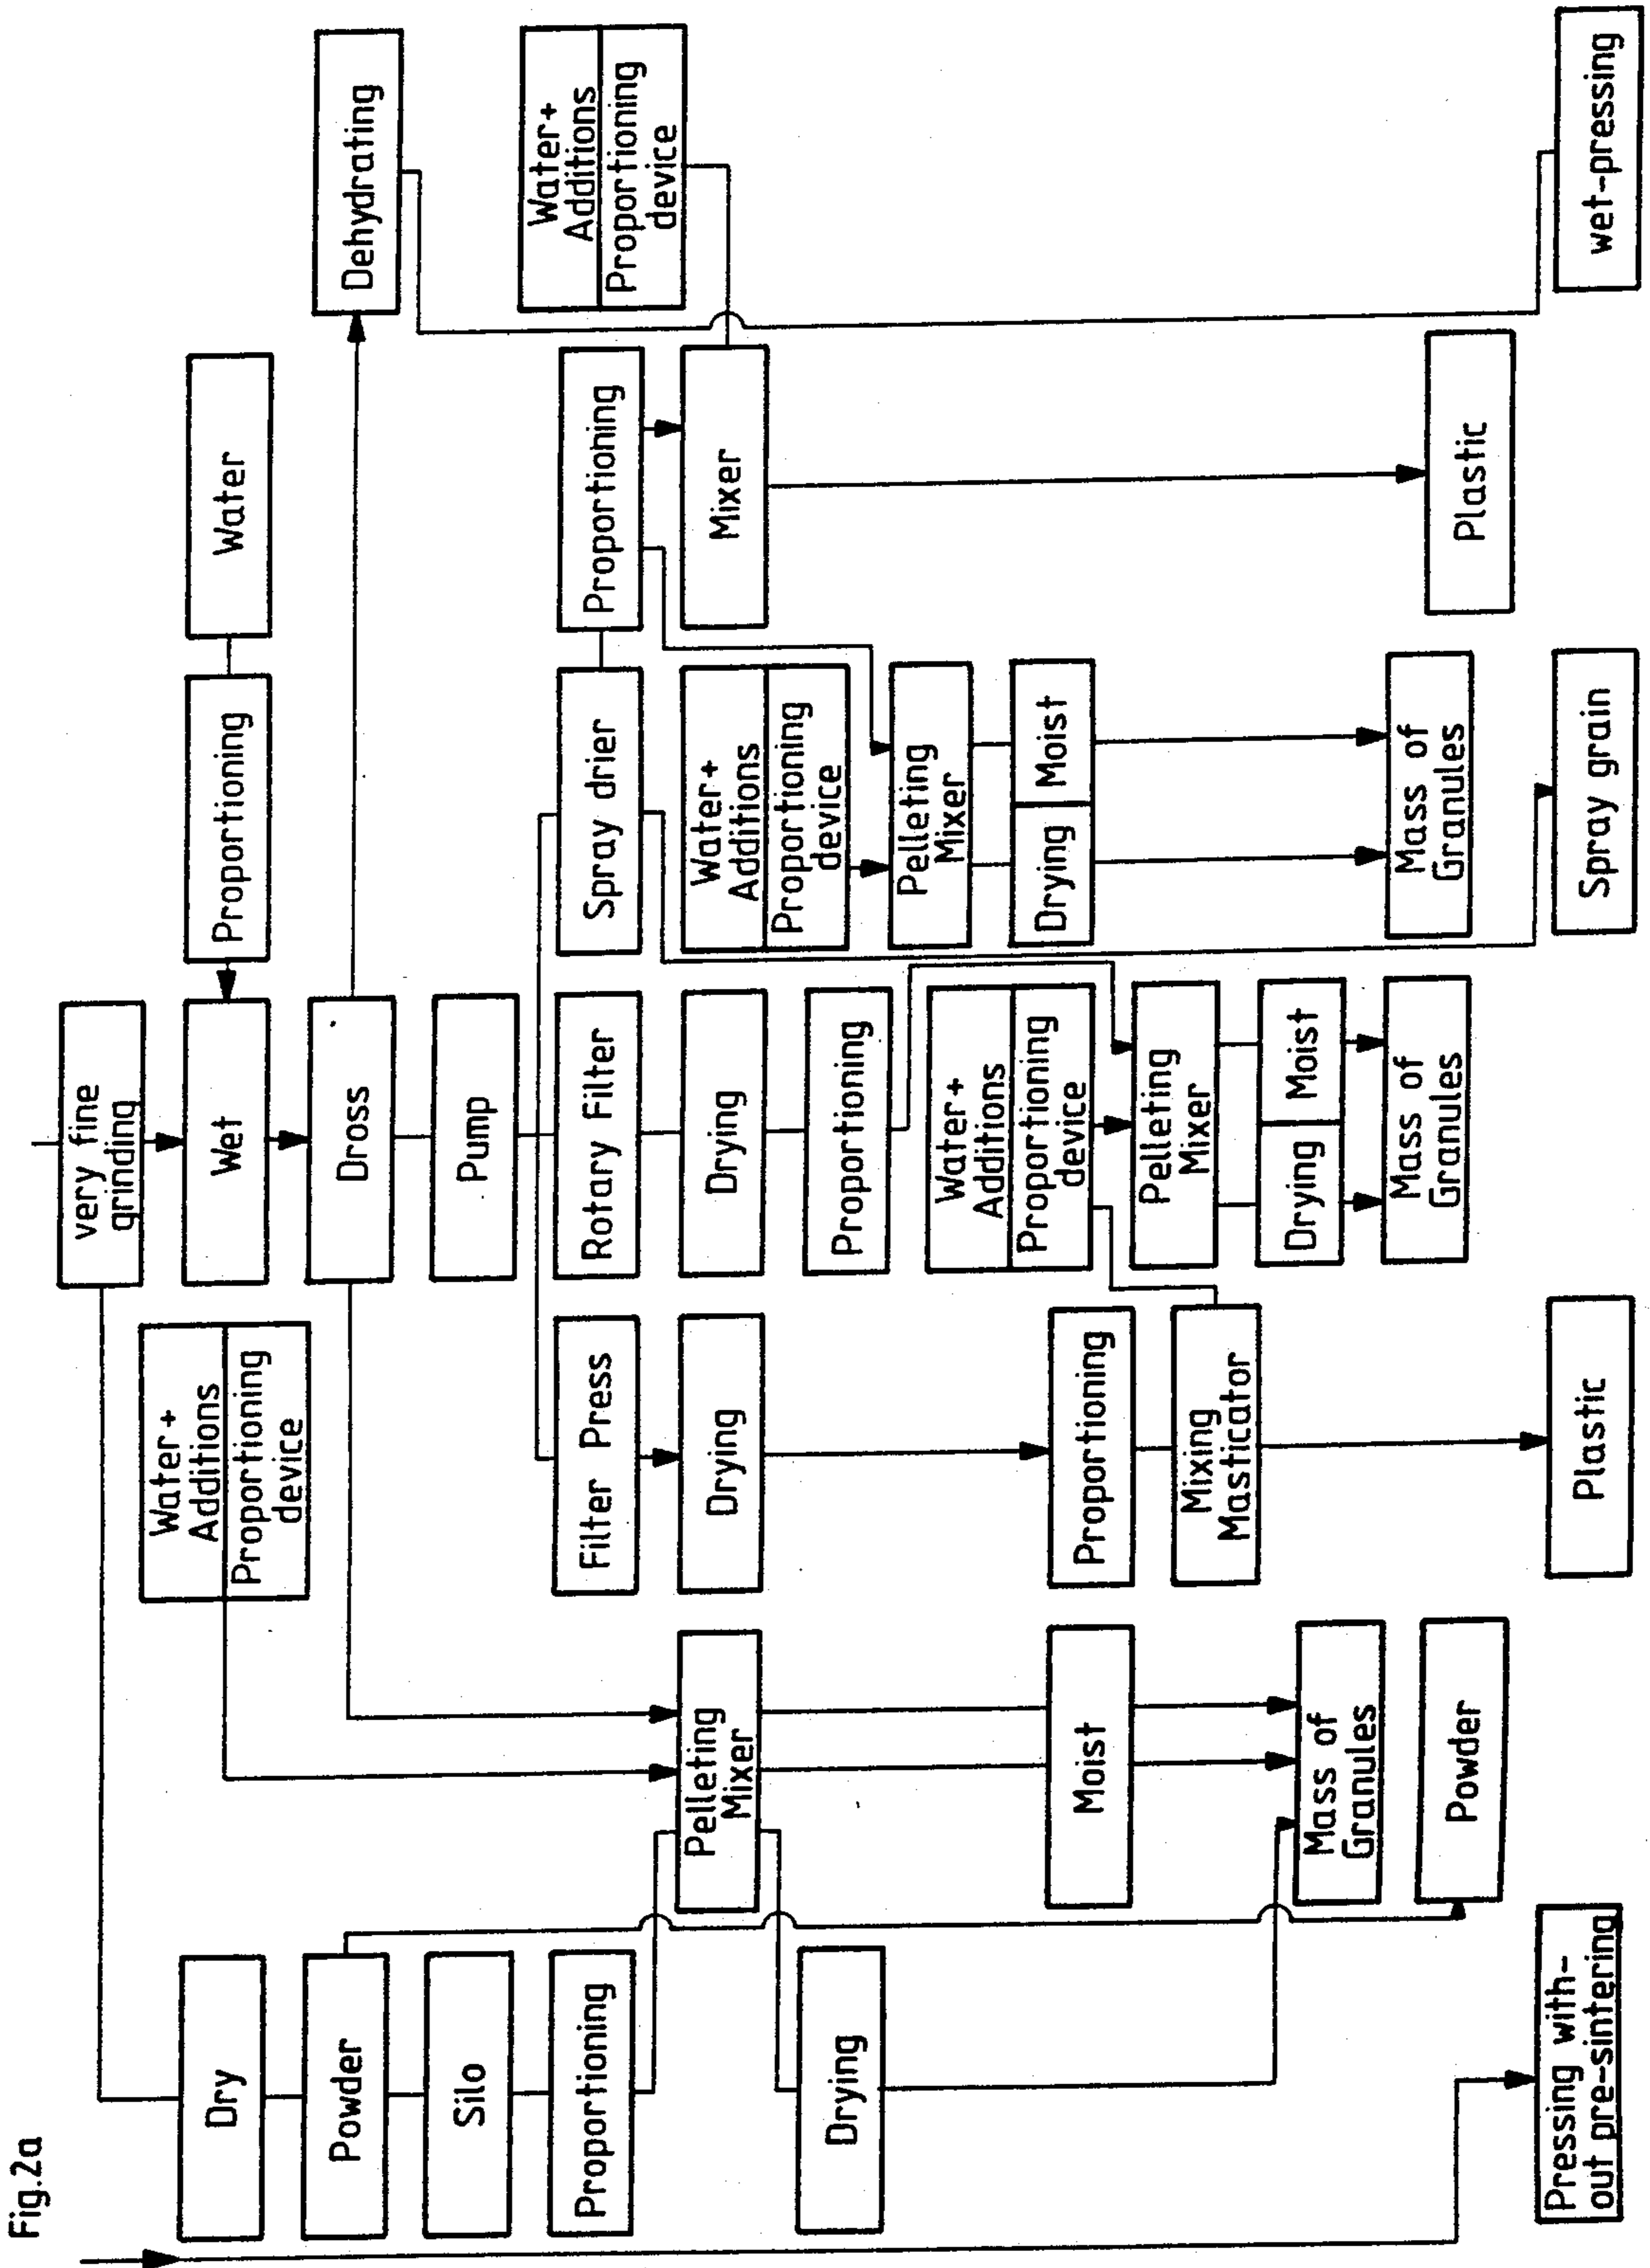 Fig.2a
very fine
grinding
Water+
Additions
Proportioning
device
Dry
Wet
Proportioning
Water
Powder
Dross
Dehydrating
Silo
Pump
Proportioning
Filter Press
Rotary Filter
Spray drier
Proportioning
Water+
Additions
Proportioning
device
Pelleting
Mixer
Drying
Drying
Water+
Additions
Proportioning
device
Mixer
Drying
Proportioning
Pelleting
Mixer
Water+
Additions
Proportioning
device
Drying
Moist
Moist
Proportioning
Pelleting
Mixer
Mixing
Masticator
Drying
Moist
Mass of
Granules
Mass of
Granules
Mass of
Granules
Powder
Plastic
Pressing with-
out pre-sintering
Plastic
Spray grain
wet-pressing